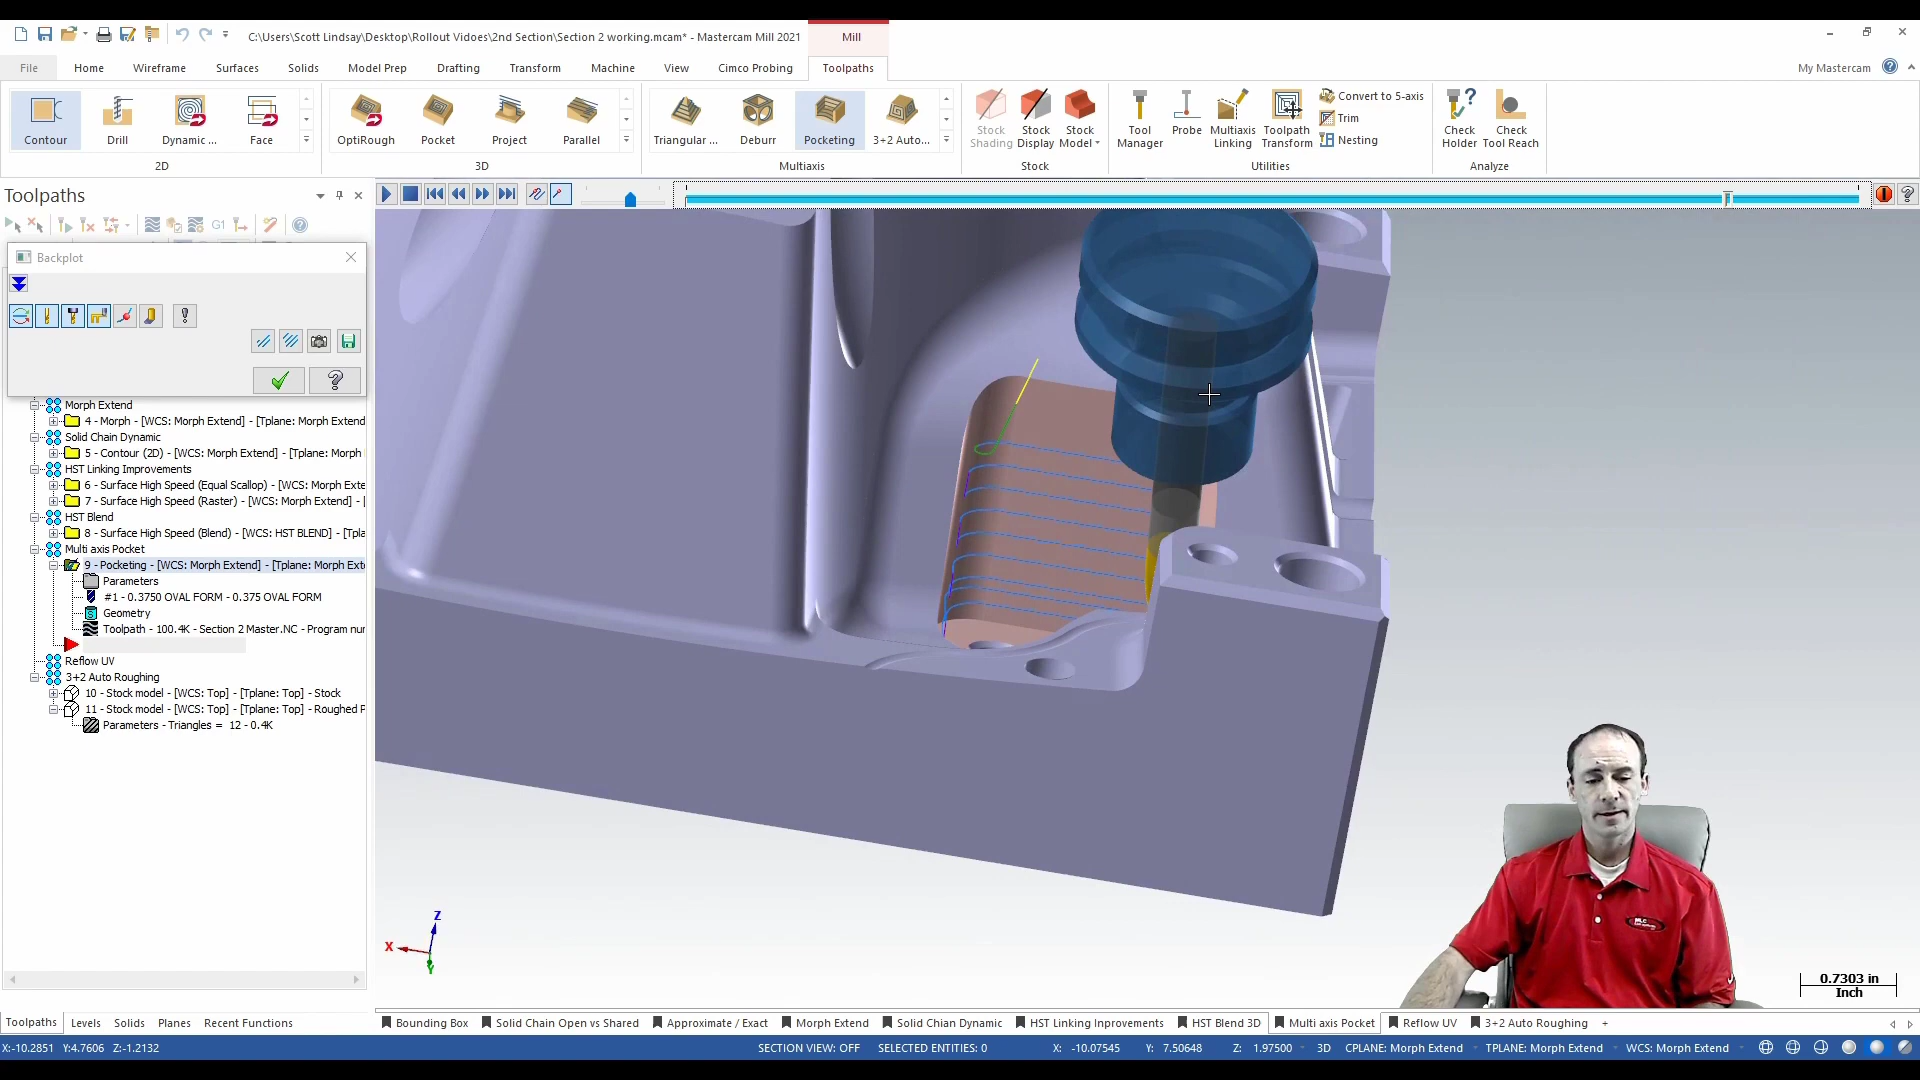 C:\Users\Scott Lindsay\Desktop\Rollout Vidoes\2nd Section\Section 2 working.mcam* - Mastercam Mill 2021
Mill
File Home Wireframe Surfaces Solids Model Prep Drafting Transform Machine View Cimco Probing Toolpaths My Mastercam
Contour Drill Dynamic ... Face
2D
OptiRough Pocket Project Parallel
3D
Triangular ... Deburr Pocketing 3+2 Auto...
Multiaxis
Stock Shading
Stock Display
Stock Model
Stock
Tool Manager
Probe
Multiaxis Linking
Toolpath Transform
Convert to 5-axis
Trim
Nesting
Utilities
Check Holder
Check Tool Reach
Analyze
Toolpaths
G1
Backplot
Morph Extend
4 - Morph - [WCS: Morph Extend] - [Tplane: Morph Extend
Solid Chain Dynamic
5 - Contour (2D) - [WCS: Morph Extend] - [Tplane: Morph
HST Linking Improvements
6 - Surface High Speed (Equal Scallop) - [WCS: Morph Exte
7 - Surface High Speed (Raster) - [WCS: Morph Extend] - [
HST Blend
8 - Surface High Speed (Blend) - [WCS: HST BLEND] - [Tpla
Multi axis Pocket
9 - Pocketing - [WCS: Morph Extend] - [Tplane: Morph Exte
Parameters
#1 - 0.3750 OVAL FORM - 0.375 OVAL FORM
Geometry
Toolpath - 100.4K - Section 2 Master.NC - Program nur
Reflow UV
3+2 Auto Roughing
10 - Stock model - [WCS: Top] - [Tplane: Top] - Stock
11 - Stock model - [WCS: Top] - [Tplane: Top] - Roughed P
Parameters - Triangles = 12 - 0.4K
Z
X
Y
0.7303 in
Inch
Toolpaths Levels Solids Planes Recent Functions
Bounding Box Solid Chain Open vs Shared Approximate / Exact Morph Extend Solid Chian Dynamic HST Linking Inprovements HST Blend 3D Multi axis Pocket Reflow UV 3+2 Auto Roughing +
X:-10.2851 Y:4.7606 Z:-1.2132 SECTION VIEW: OFF SELECTED ENTITIES: 0 X: -10.07545 Y: 7.50648 Z: 1.97500 3D CPLANE: Morph Extend TPLANE: Morph Extend WCS: Morph Extend